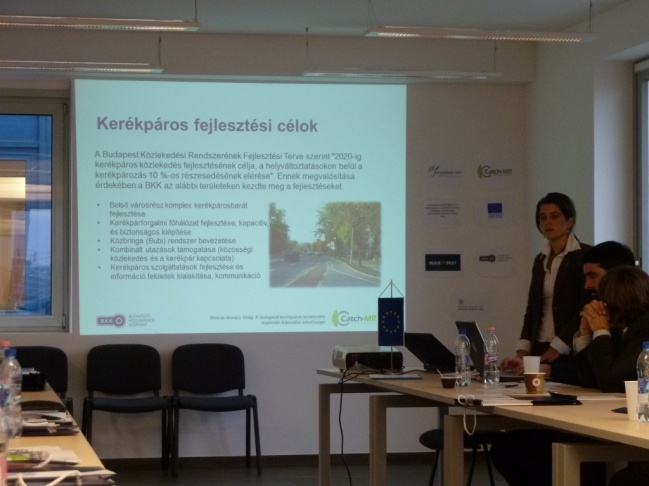 Kerékpáros fejlesztési célok
A Budapest Közlekedési Rendszerének Fejlesztési Terve szerint "2020-ig
kerékpáros közlekedés fejlesztésének célja, a helyváltoztatásokon belül a
kerékpározás 10 %-os részesedésének elérése". Ennek megvalósítása
érdekében a BKK az alábbi területeken kezdte meg a fejlesztéseket.
• Belső városrész komplex kerékpárosbarát
fejlesztése
• Kerékpárforgalmi főhálózat fejlesztése, kapacitív,
és biztonságos kiépítése
• Közbringa (Bubi) rendszer bevezetése
• Kombinált utazások támogatása (közösségi
közlekedés és a kerékpár kapcsolata)
• Kerékpáros szolgáltatások fejlesztése és
információ felületek kialakítása, kommunikáció
BKK
BUDAPESTI
KÖZLEKEDÉSI
KÖZPONT
Catch-MR
Catch-MR